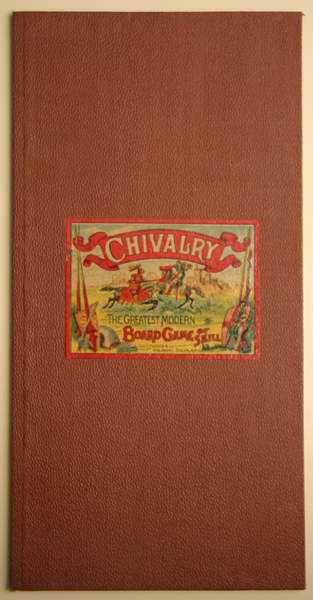 CHIVALRY
THE GREATEST MODERN
BOARD GAME OF SKILL